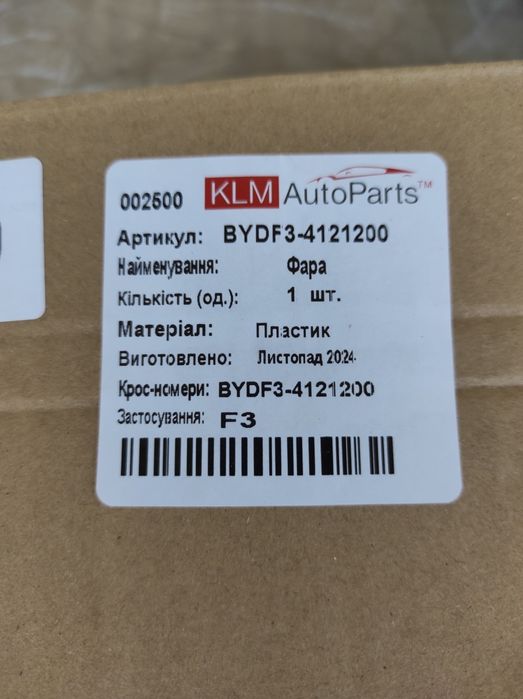 002500 KLM AutoParts™
Артикул: BYDF3-4121200
Найменування: Фара
Кількість (од.): 1 шт.
Матеріал: Пластик
Виготовлено: Листопад 2024
Крос-номери: BYDF3-4121200
Застосування: F3